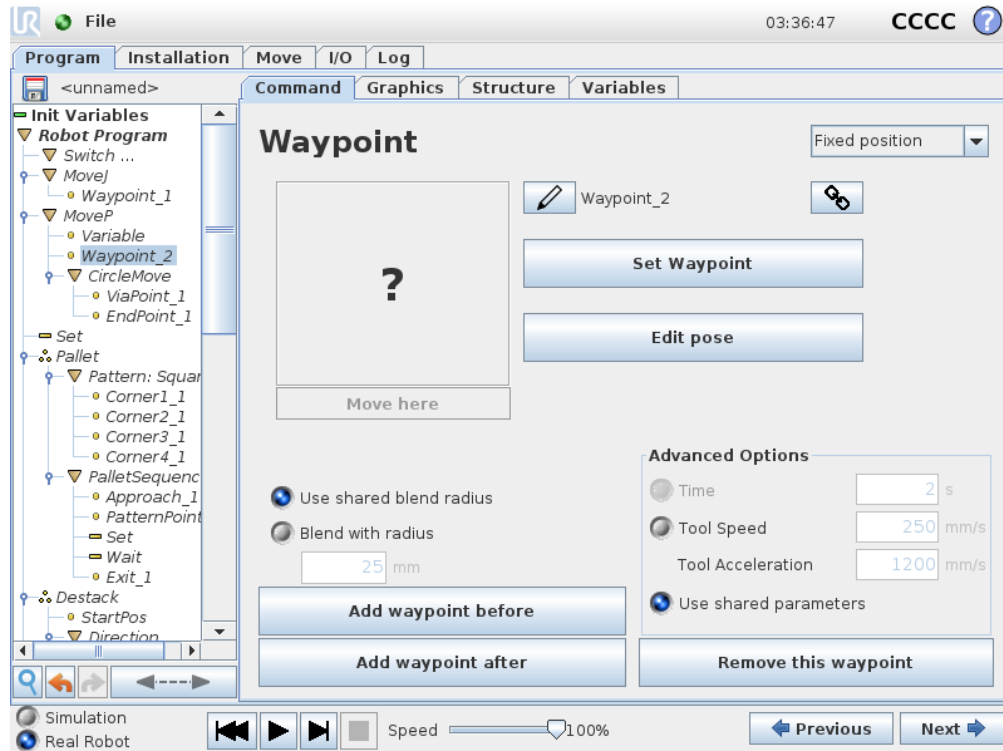 UR File 03:36:47 CCCC ?
Program Installation Move I/O Log
<unnamed>
Command Graphics Structure Variables
Init Variables
Robot Program
Switch ...
MoveJ
Waypoint_1
MoveP
Variable
Waypoint_2
CircleMove
ViaPoint_1
EndPoint_1
Set
Pallet
Pattern: Squar
Corner1_1
Corner2_1
Corner3_1
Corner4_1
PalletSequenc
Approach_1
PatternPoint
Set
Wait
Exit_1
Destack
StartPos
Direction
Waypoint
Fixed position
?
Waypoint_2
Set Waypoint
Edit pose
Move here
Use shared blend radius
Blend with radius
25 mm
Advanced Options
Time 2 s
Tool Speed 250 mm/s
Tool Acceleration 1200 mm/s
Use shared parameters
Add waypoint before
Add waypoint after
Remove this waypoint
Simulation
Real Robot
Speed 100%
Previous Next